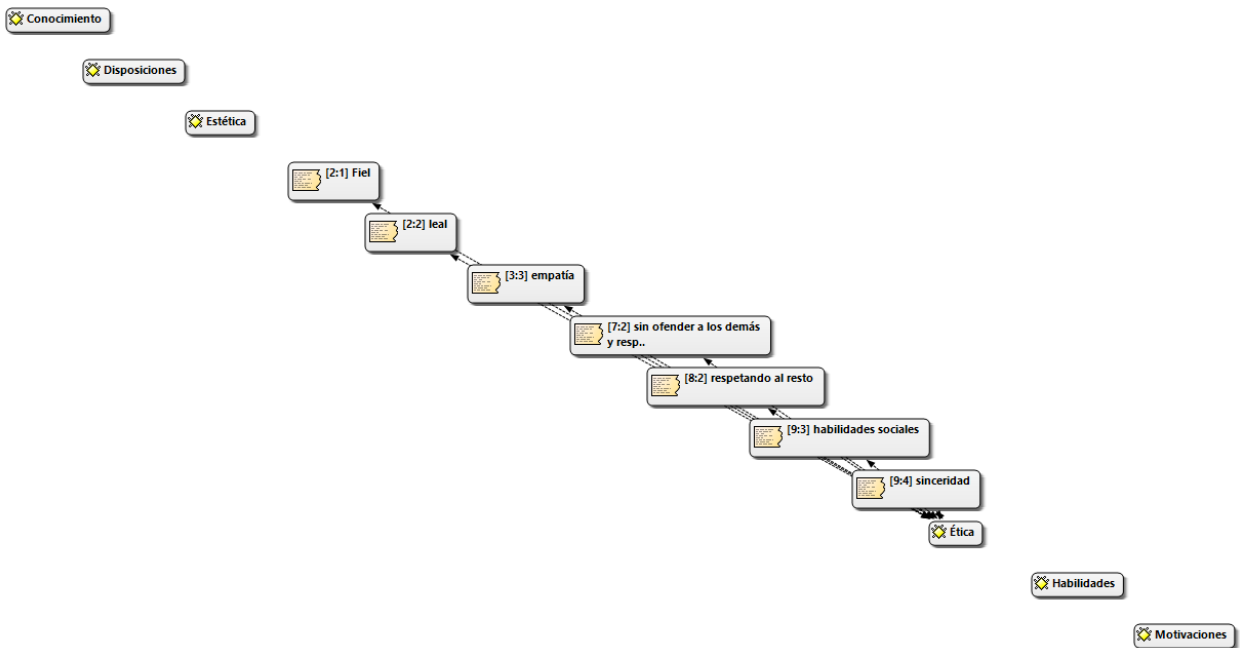 Conocimiento
Disposiciones
Estética
[2:1] Fiel
[2:2] leal
[3:3] empatía
[7:2] sin ofender a los demás
y resp..
[8:2] respetando al resto
[9:3] habilidades sociales
[9:4] sinceridad
Ética
Habilidades
Motivaciones